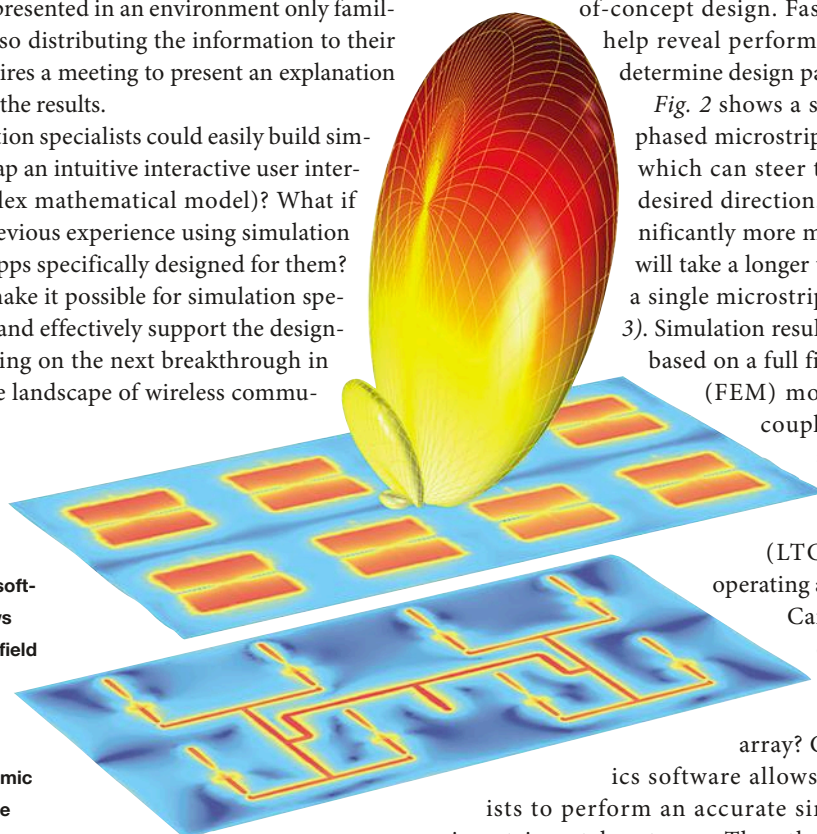 presented in an environment only famil-
so distributing the information to their
ires a meeting to present an explanation
the results.
tion specialists could easily build sim-
ap an intuitive interactive user inter-
lex mathematical model)? What if
evious experience using simulation
pps specifically designed for them?
make it possible for simulation spe-
and effectively support the design-
ing on the next breakthrough in
e landscape of wireless commu-
soft-
ws
field
mic
e
of-concept design. Fas
help reveal perform
determine design pa
Fig. 2 shows a s
phased microstrip
which can steer t
desired direction.
nificantly more m
will take a longer
a single microstrip
3). Simulation resul
based on a full fi
(FEM) mo
coupl
(LTC
operating a
Ca
array? C
ics software allows
ists to perform an accurate sin